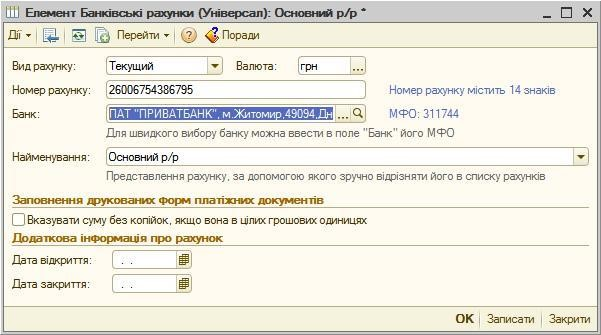 Елемент Банківські рахунки (Універсал): Основний р/р *
Дії Перейти ? Поради
Вид рахунку: Текущий Валюта: грн ...
Номер рахунку: 26006754386795 Номер рахунку містить 14 знаків
Банк: ПАТ "ПРИВАТБАНК", м.Житомир,49094,Дн ... МФО: 311744
Для швидкого вибору банку можна ввести в поле "Банк" його МФО
Найменування: Основний р/р
Представлення рахунку, за допомогою якого зручно відрізняти його в списку рахунків
Заповнення друкованих форм платіжних документів
Вказувати суму без копійок, якщо вона в цілих грошових одиницях
Додаткова інформація про рахунок
Дата відкриття: . .
Дата закриття: . .
OK Записати Закрити